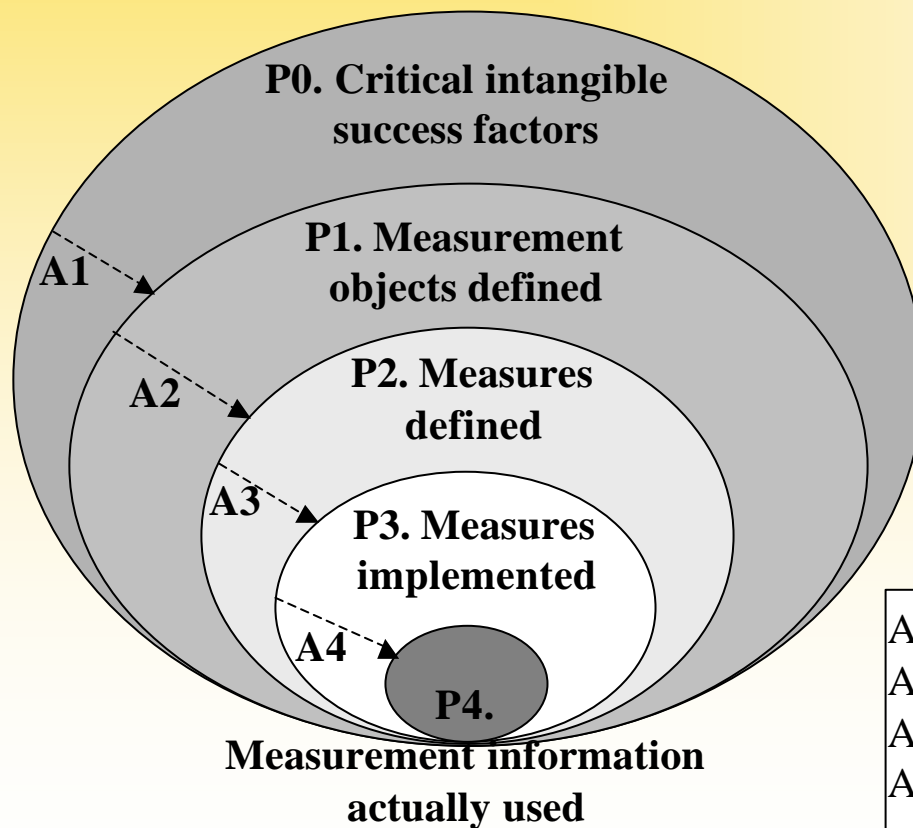 P0. Critical intangible
success factors
P1. Measurement
objects defined
A1
P2. Measures
defined
A2
A3
P3. Measures
implemented
A4
P4.
Measurement information
actually used
A
A
A
A